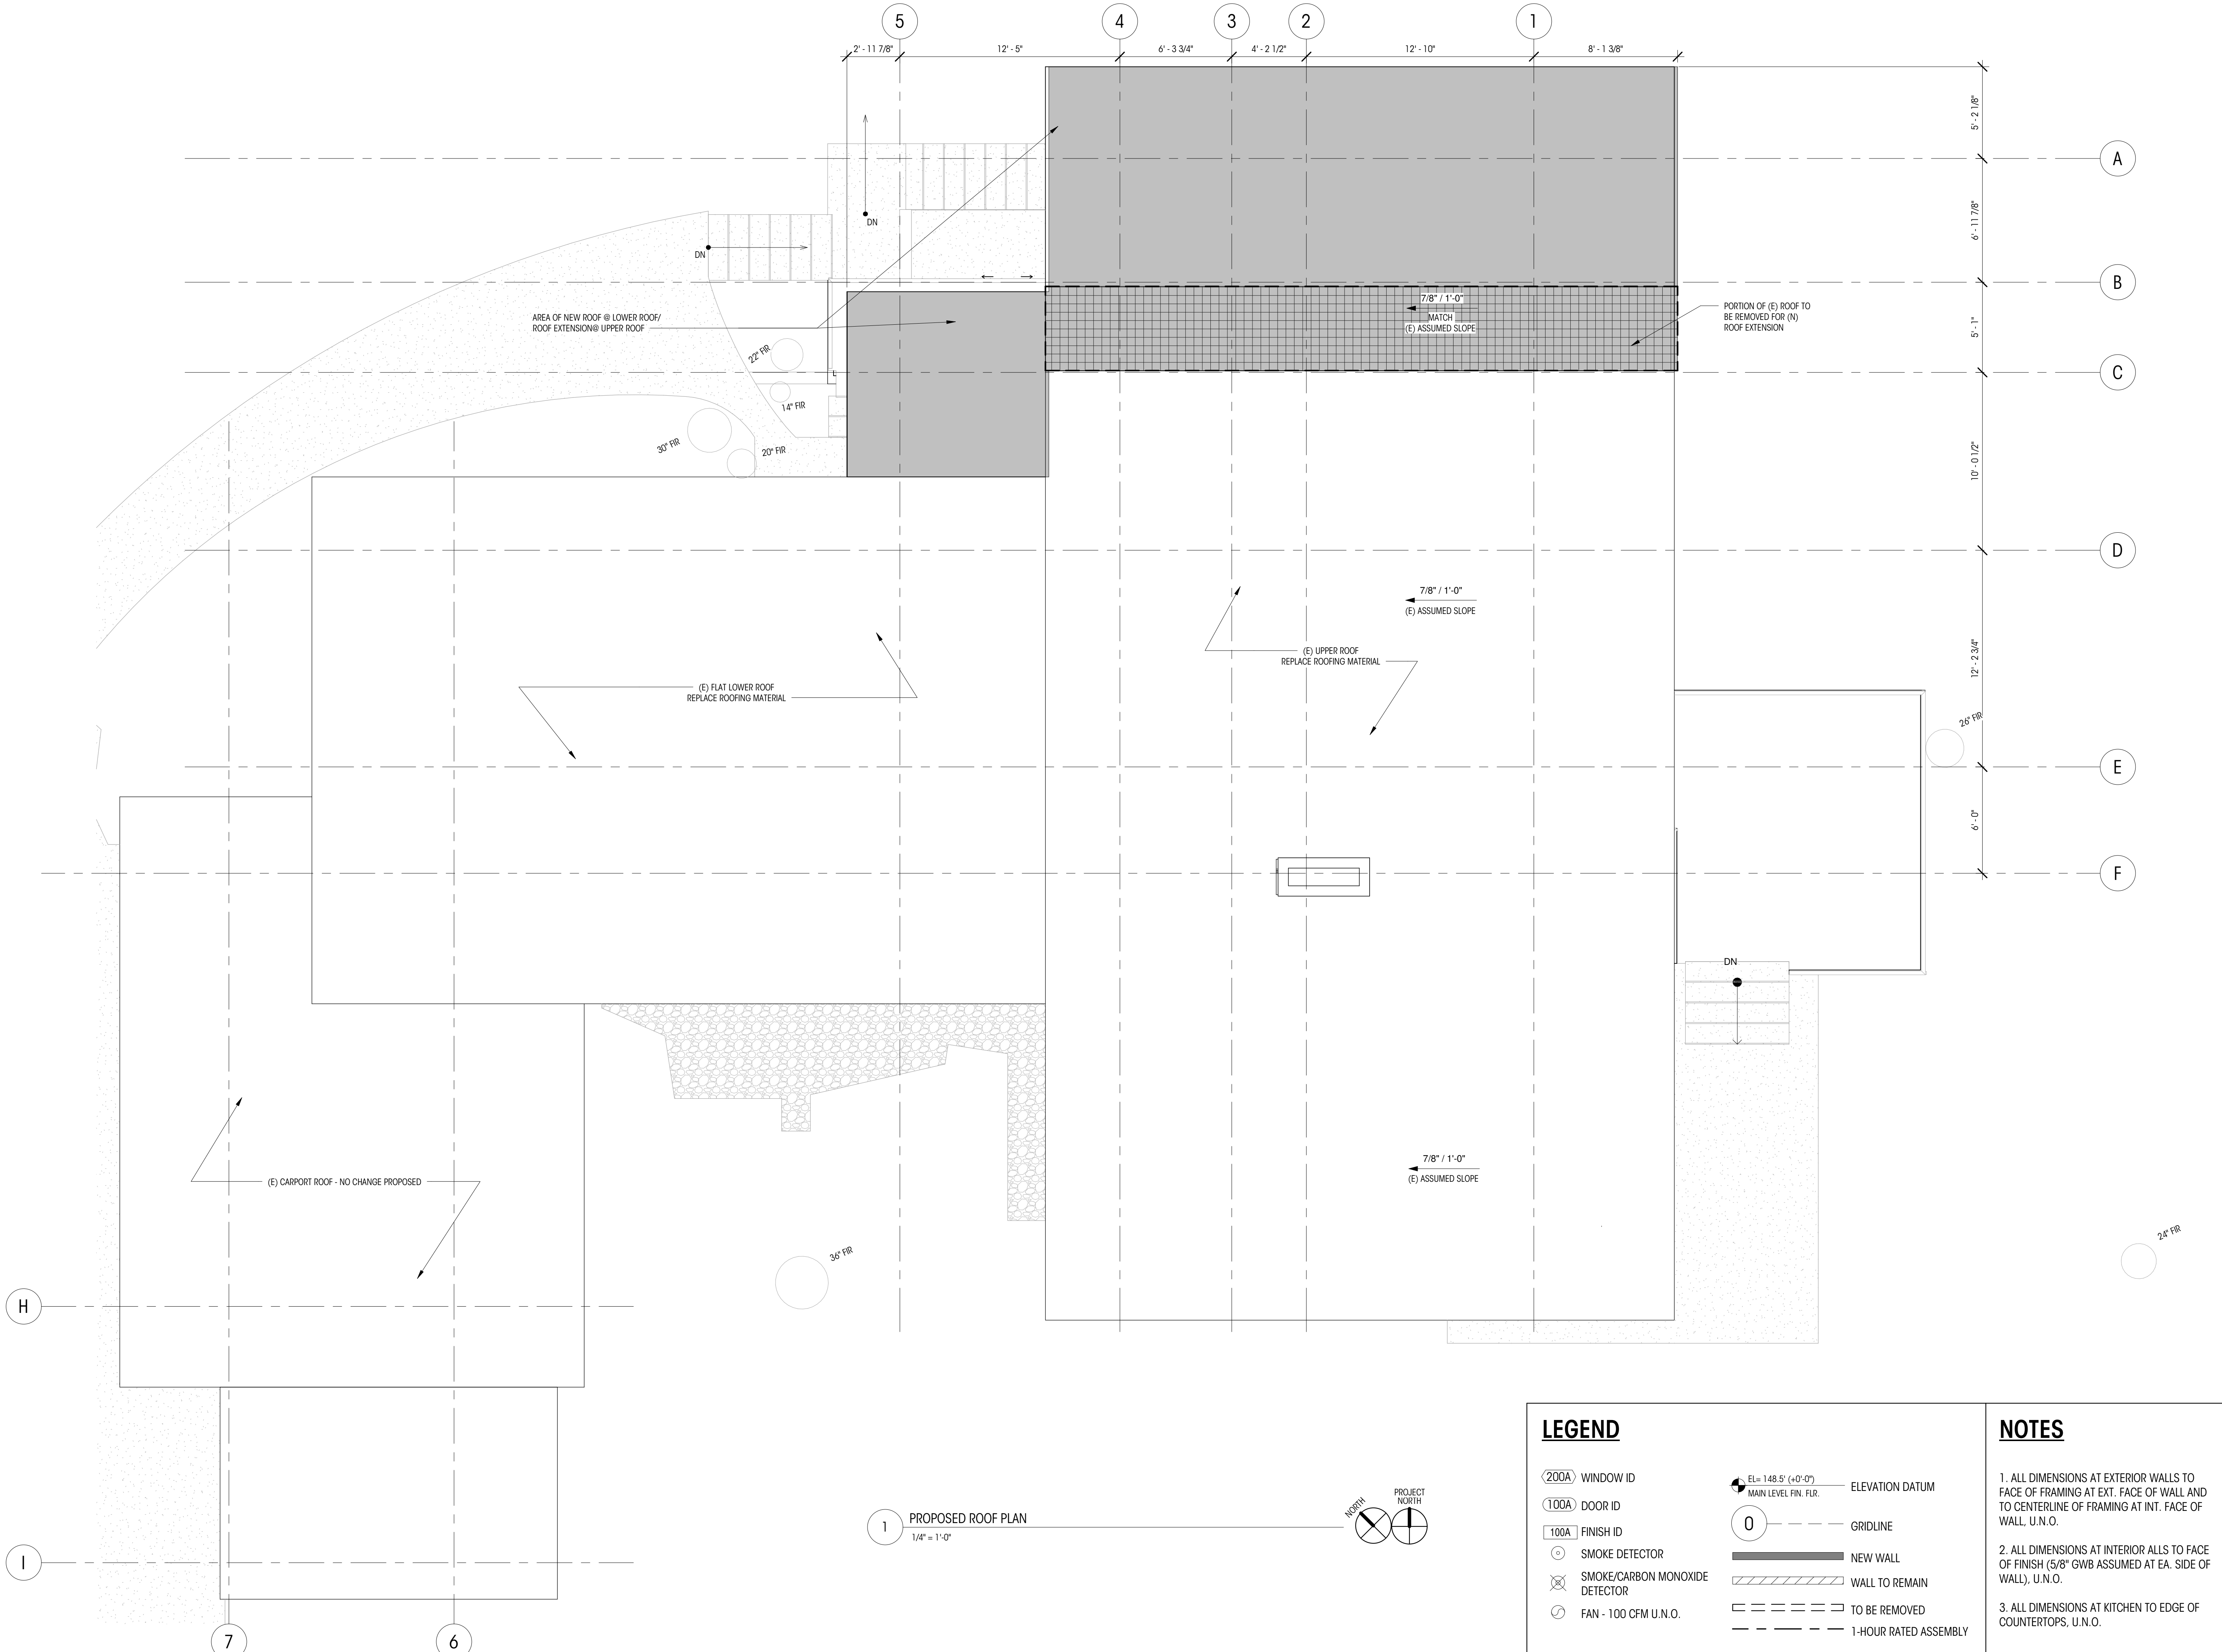 5
4
3
2
1
2' - 11 7/8"
12' - 5"
6' - 3 3/4"
4' - 2 1/2"
12' - 10"
8' - 1 3/8"
5' - 2 1/8"
A
6' - 11 7/8"
DN
DN
B
7/8" / 1'-0"
MATCH
(E) ASSUMED SLOPE
PORTION OF (E) ROOF TO
BE REMOVED FOR (N)
ROOF EXTENSION
AREA OF NEW ROOF @ LOWER ROOF/
ROOF EXTENSION@ UPPER ROOF
5' - 1"
22" FIR
C
14" FIR
30" FIR
20" FIR
10' - 0 1/2"
D
7/8" / 1'-0"
(E) ASSUMED SLOPE
(E) UPPER ROOF
REPLACE ROOFING MATERIAL
12' - 2 3/4"
(E) FLAT LOWER ROOF
REPLACE ROOFING MATERIAL
26" FIR
E
6' - 0"
F
DN
7/8" / 1'-0"
(E) ASSUMED SLOPE
(E) CARPORT ROOF - NO CHANGE PROPOSED
36" FIR
24" FIR
H
I
7
6
1
PROPOSED ROOF PLAN
1/4" = 1'-0"
NORTH
PROJECT
NORTH
LEGEND
200A WINDOW ID
100A DOOR ID
100A FINISH ID
SMOKE DETECTOR
SMOKE/CARBON MONOXIDE
DETECTOR
FAN - 100 CFM U.N.O.
EL= 148.5' (+0'-0")
MAIN LEVEL FIN. FLR.
ELEVATION DATUM
0 GRIDLINE
NEW WALL
WALL TO REMAIN
TO BE REMOVED
1-HOUR RATED ASSEMBLY
NOTES
1. ALL DIMENSIONS AT EXTERIOR WALLS TO
FACE OF FRAMING AT EXT. FACE OF WALL AND
TO CENTERLINE OF FRAMING AT INT. FACE OF
WALL, U.N.O.
2. ALL DIMENSIONS AT INTERIOR ALLS TO FACE
OF FINISH (5/8" GWB ASSUMED AT EA. SIDE OF
WALL), U.N.O.
3. ALL DIMENSIONS AT KITCHEN TO EDGE OF
COUNTERTOPS, U.N.O.